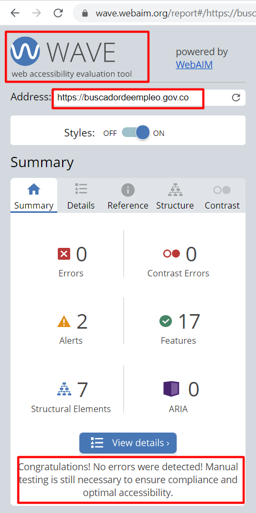 wave.webaim.org/report#/https://busc
WAVE
web accessibility evaluation tool
powered by
WebAIM
Address: https://buscadordeempleo.gov.co
Styles: OFF ON
Summary
Summary Details Reference Structure Contrast
0 0
Errors Contrast Errors
2 17
Alerts Features
7 0
Structural Elements ARIA
View details ›
Congratulations! No errors were detected! Manual
testing is still necessary to ensure compliance and
optimal accessibility.